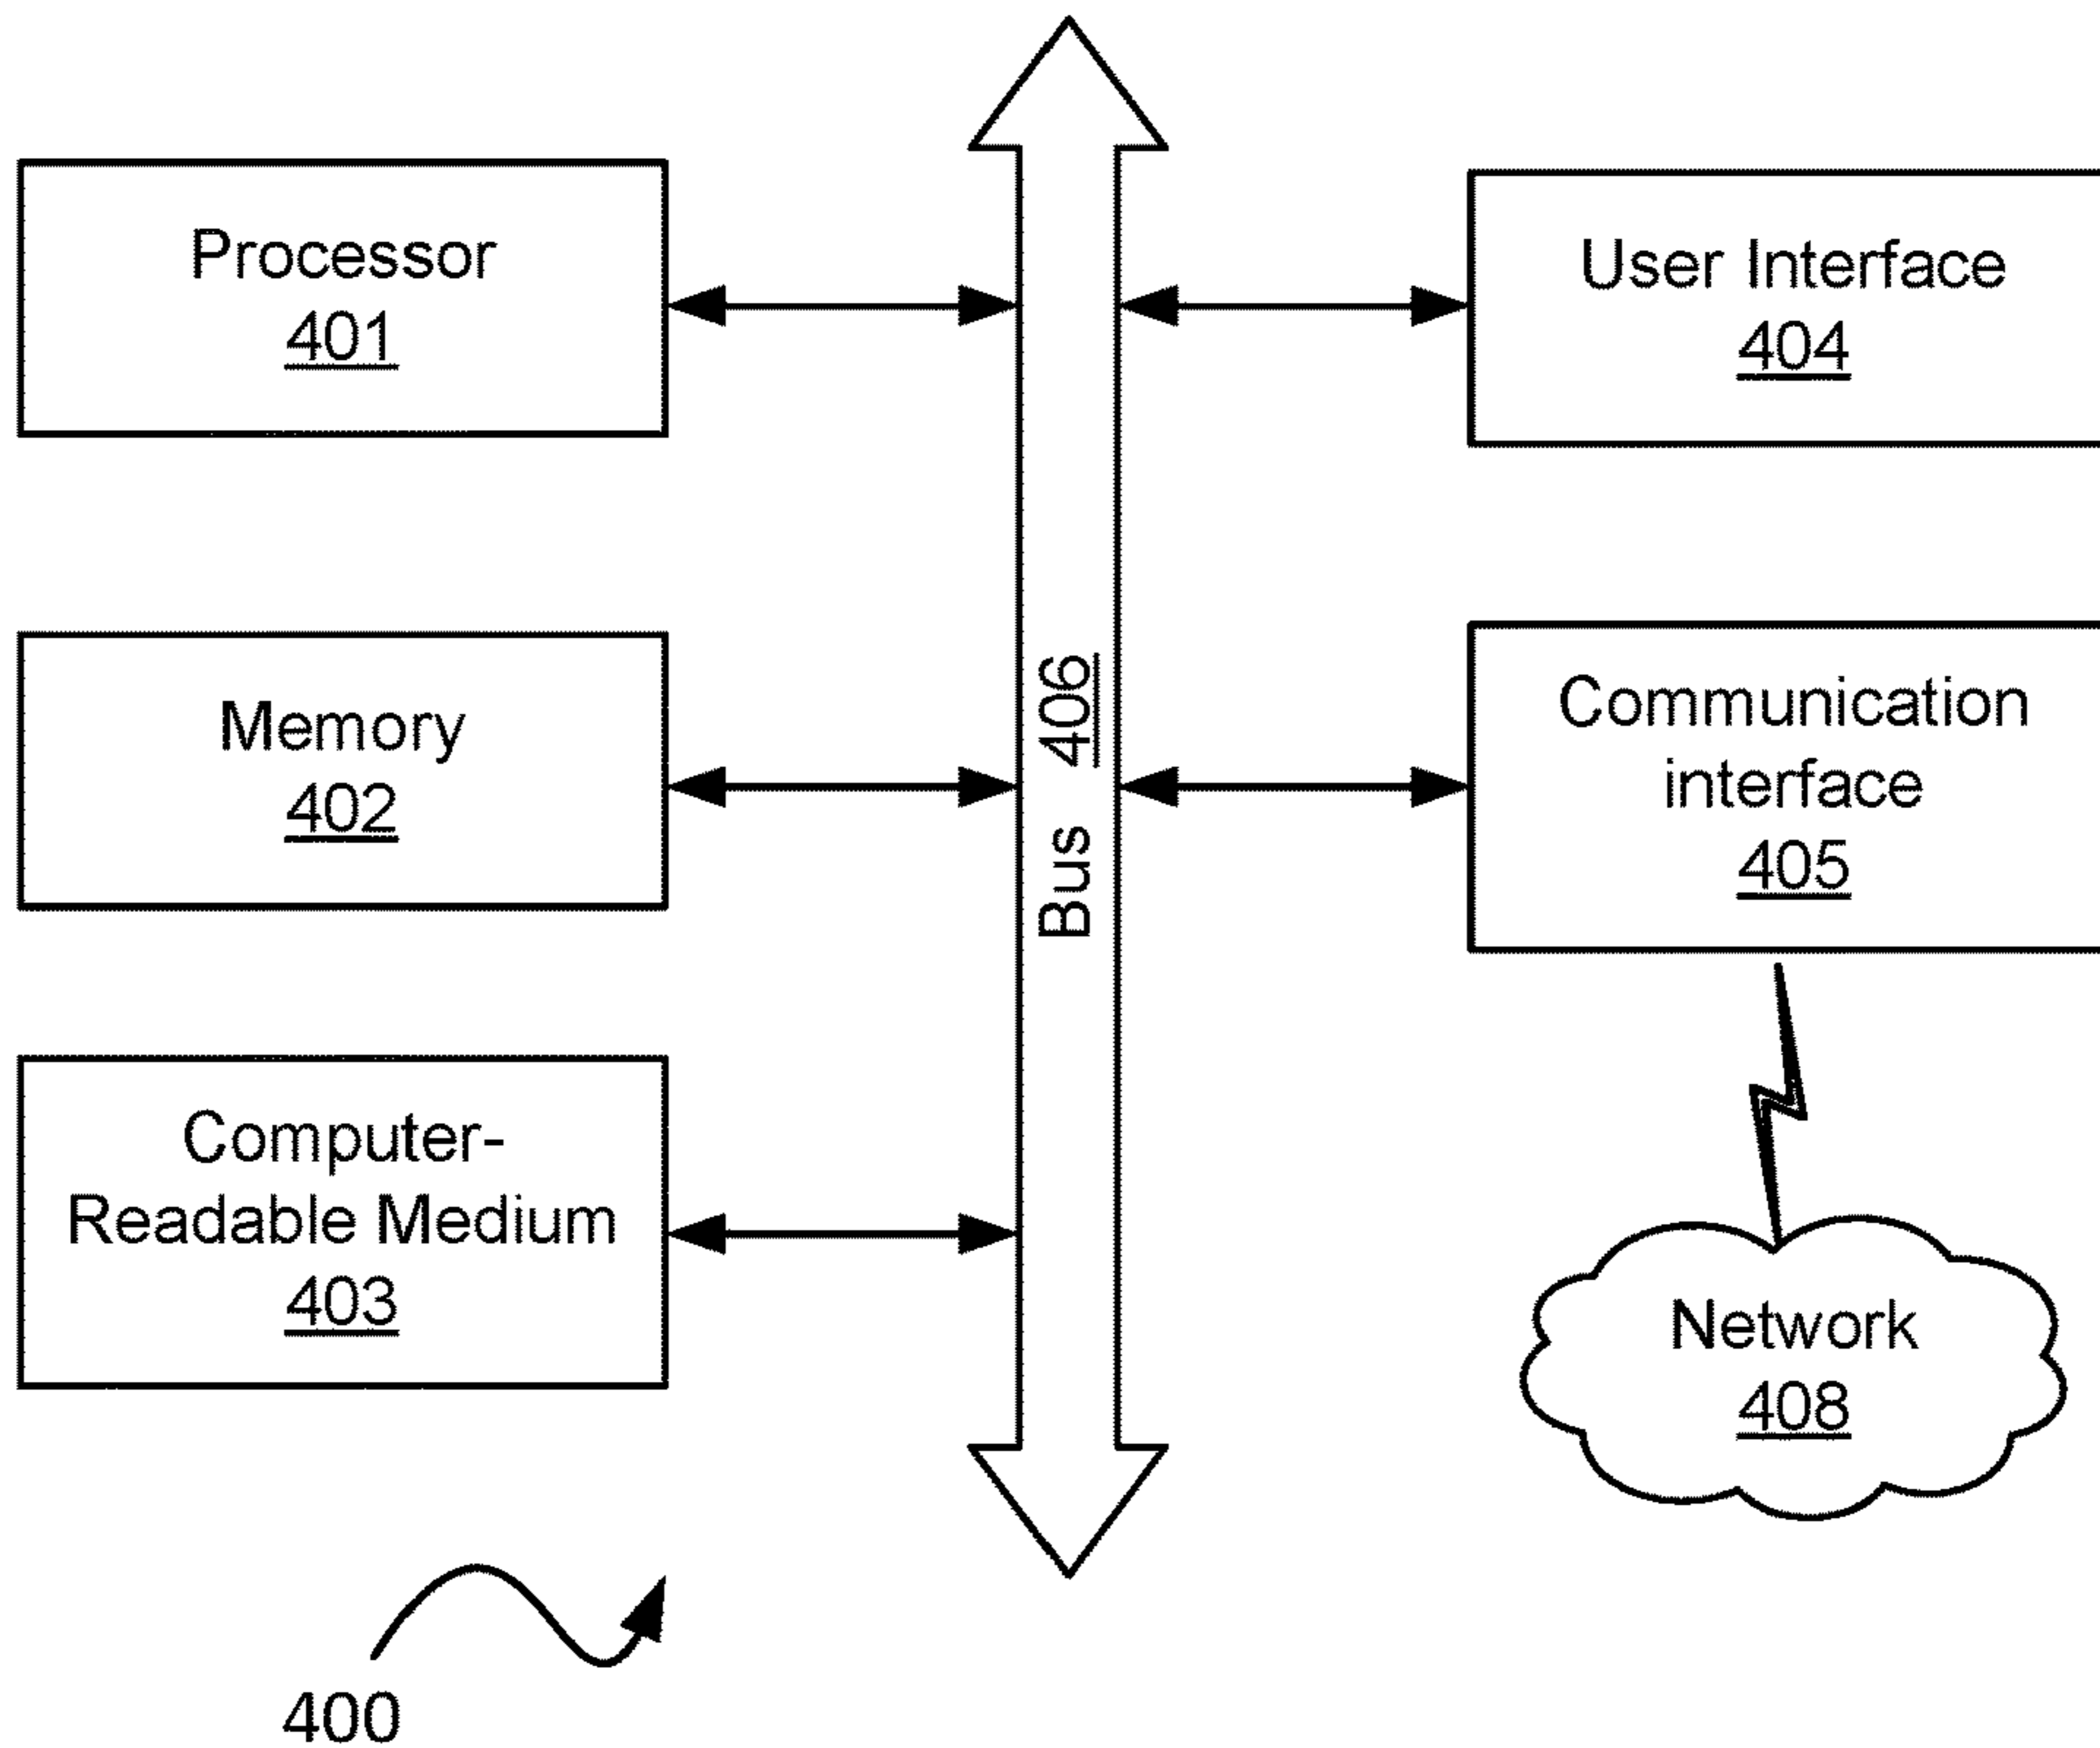 Processor
401
User Interface
404
Memory
402
Bus 406
Communication
interface
405
Computer-
Readable Medium
403
Network
408
400